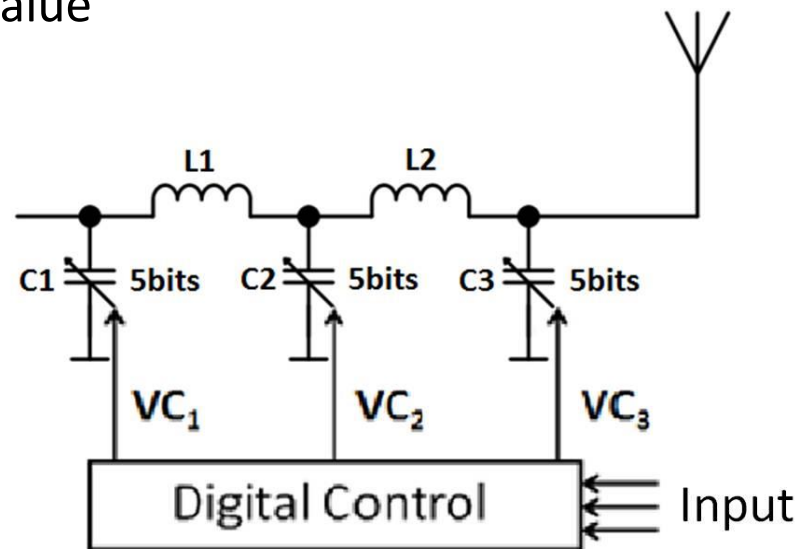 alue
L1 L2
C1 5bits C2 5bits C3 5bits
VC₁ VC₂ VC₃
Digital Control Input